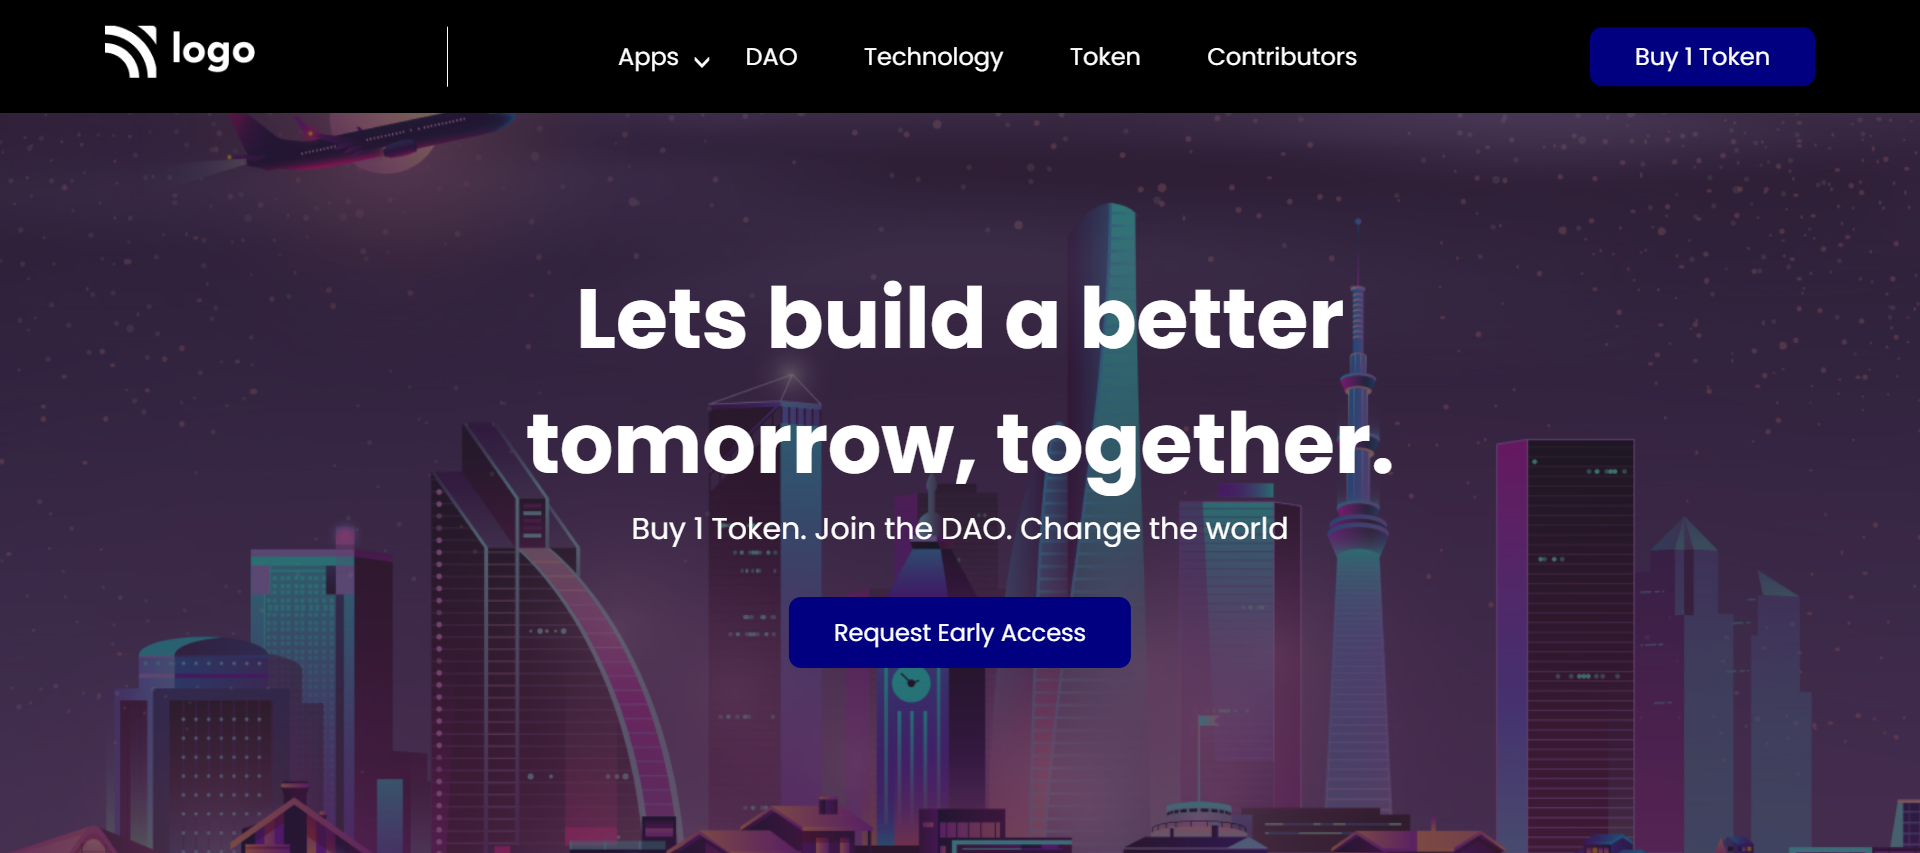 logo
Apps
DAO
Technology
Token
Contributors
Buy 1 Token
Lets build a better
tomorrow, together.
Buy 1 Token. Join the DAO. Change the world
Request Early Access